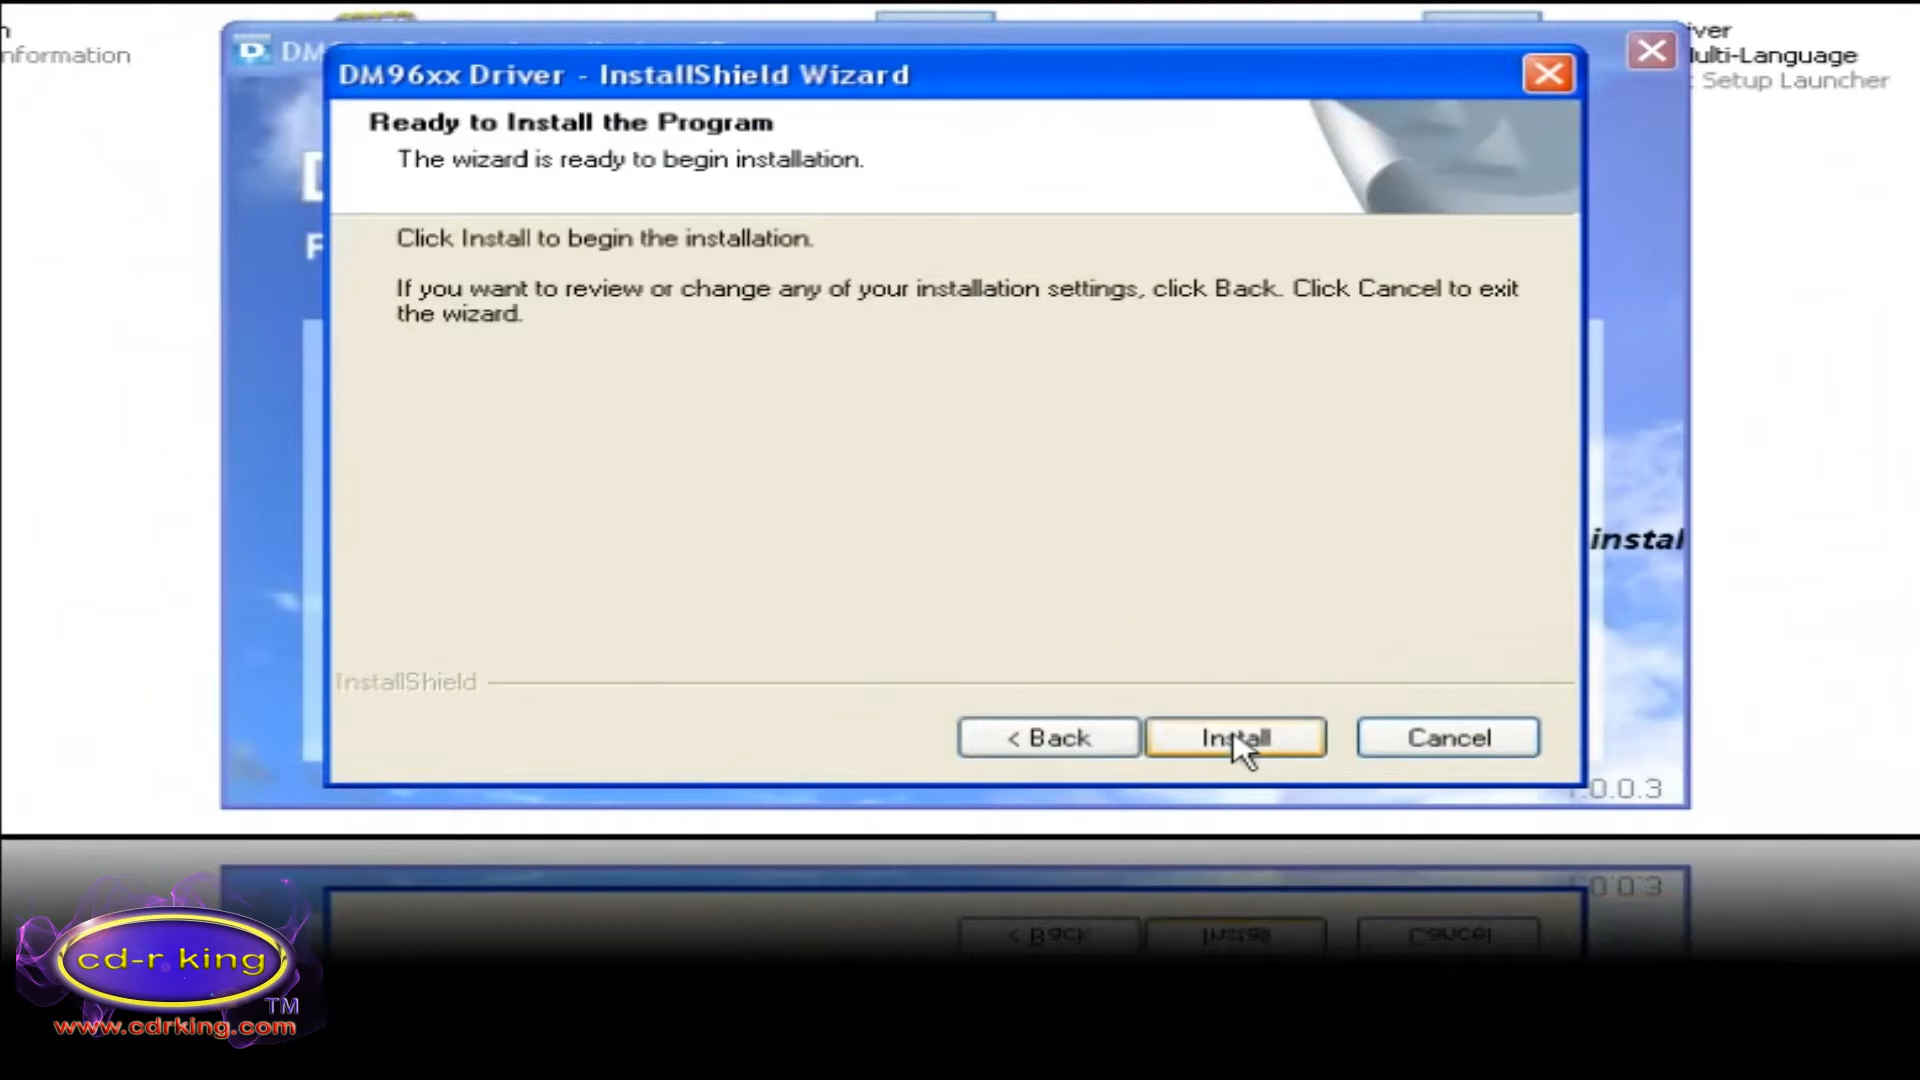 nformation
DM
iver
ulti-Language
Setup Launcher
DM96xx Driver - InstallShield Wizard
Ready to Install the Program
The wizard is ready to begin installation.
Click Install to begin the installation.
If you want to review or change any of your installation settings, click Back. Click Cancel to exit
the wizard.
instal
InstallShield
< Back
Install
Cancel
.0.0.3
cd-r king
TM
www.cdrking.com